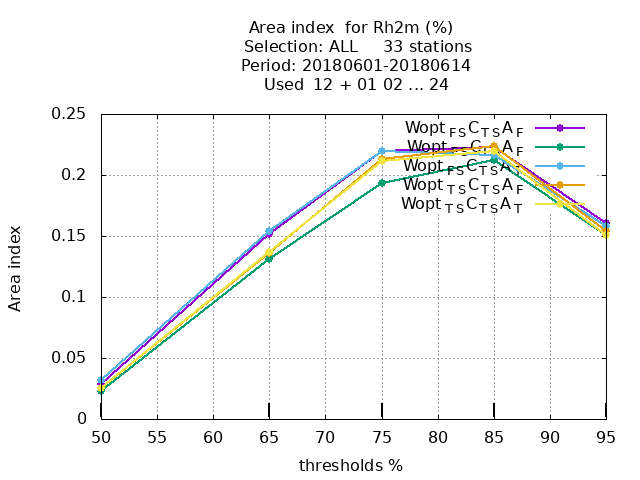 Area index for Rh2m (%)
Selection: ALL 33 stations
Period: 20180601-20180614
Used 12 + 01 02 ... 24
Area index
0.25
0.2
0.15
0.1
0.05
0
Wopt FS C TS A F
Wopt
Wopt
Wopt TS C TS A F
Wopt TS C TS A T
50 55 60 65 70 75 80 85 90 95
thresholds %